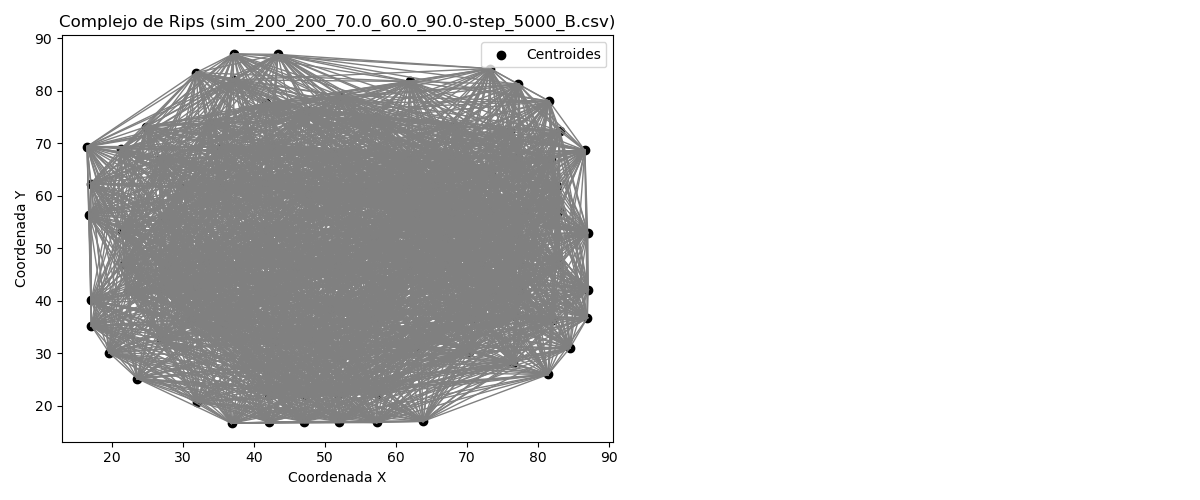 Complejo de Rips (sim_200_200_70.0_60.0_90.0-step_5000_B.csv)
Centroides
90
80
70
60
50
40
30
20
Coordenada Y
20 30 40 50 60 70 80 90
Coordenada X